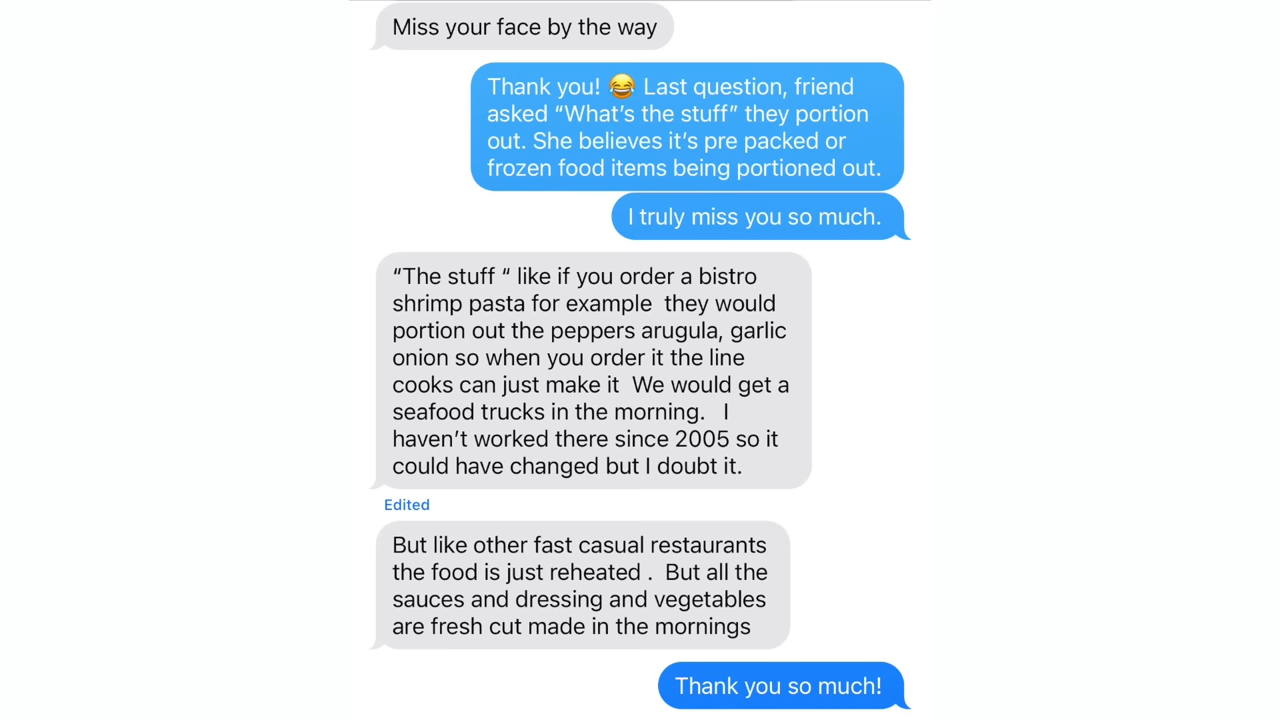 Miss your face by the way
Thank you! 😂 Last question, friend
asked “What’s the stuff” they portion
out. She believes it’s pre packed or
frozen food items being portioned out.
I truly miss you so much.
“The stuff “ like if you order a bistro
shrimp pasta for example  they would
portion out the peppers arugula, garlic
onion so when you order it the line
cooks can just make it  We would get a
seafood trucks in the morning.   I
haven’t worked there since 2005 so it
could have changed but I doubt it.
Edited
But like other fast casual restaurants
the food is just reheated .  But all the
sauces and dressing and vegetables
are fresh cut made in the mornings
Thank you so much!